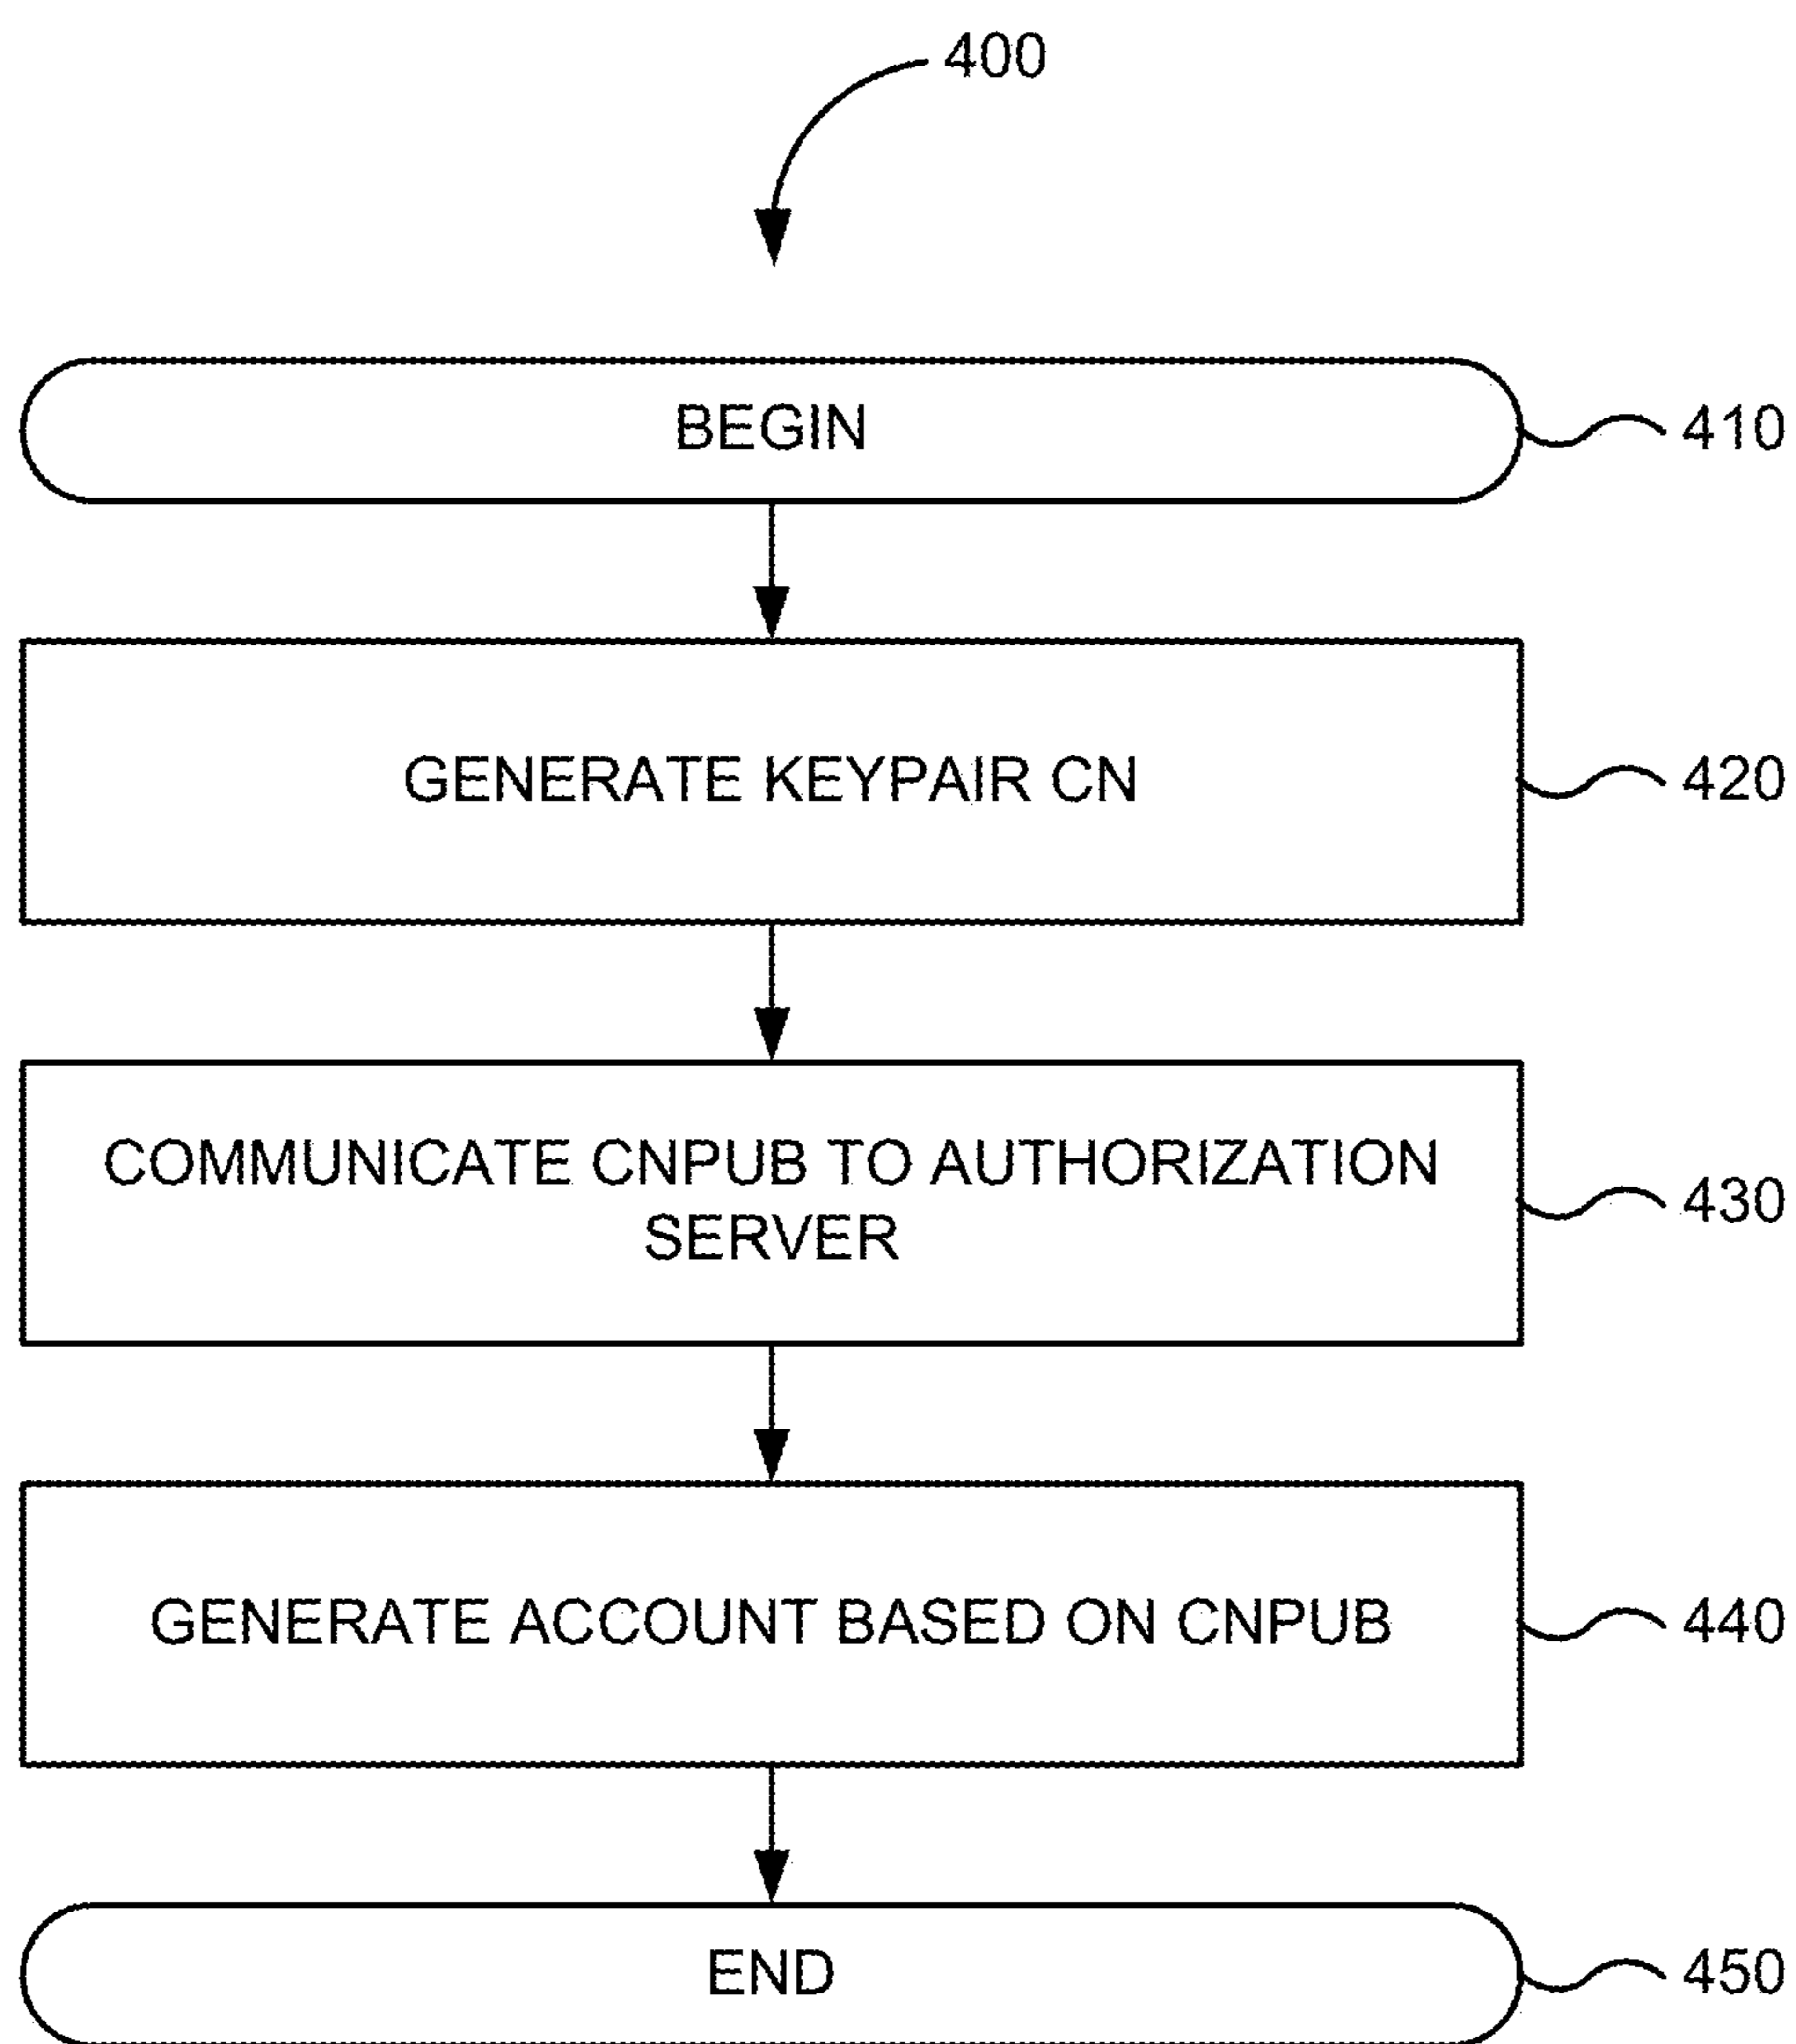 400
BEGIN
410
GENERATE KEYPAIR CN
420
COMMUNICATE CNPUB TO AUTHORIZATION
SERVER
430
GENERATE ACCOUNT BASED ON CNPUB
440
END
450